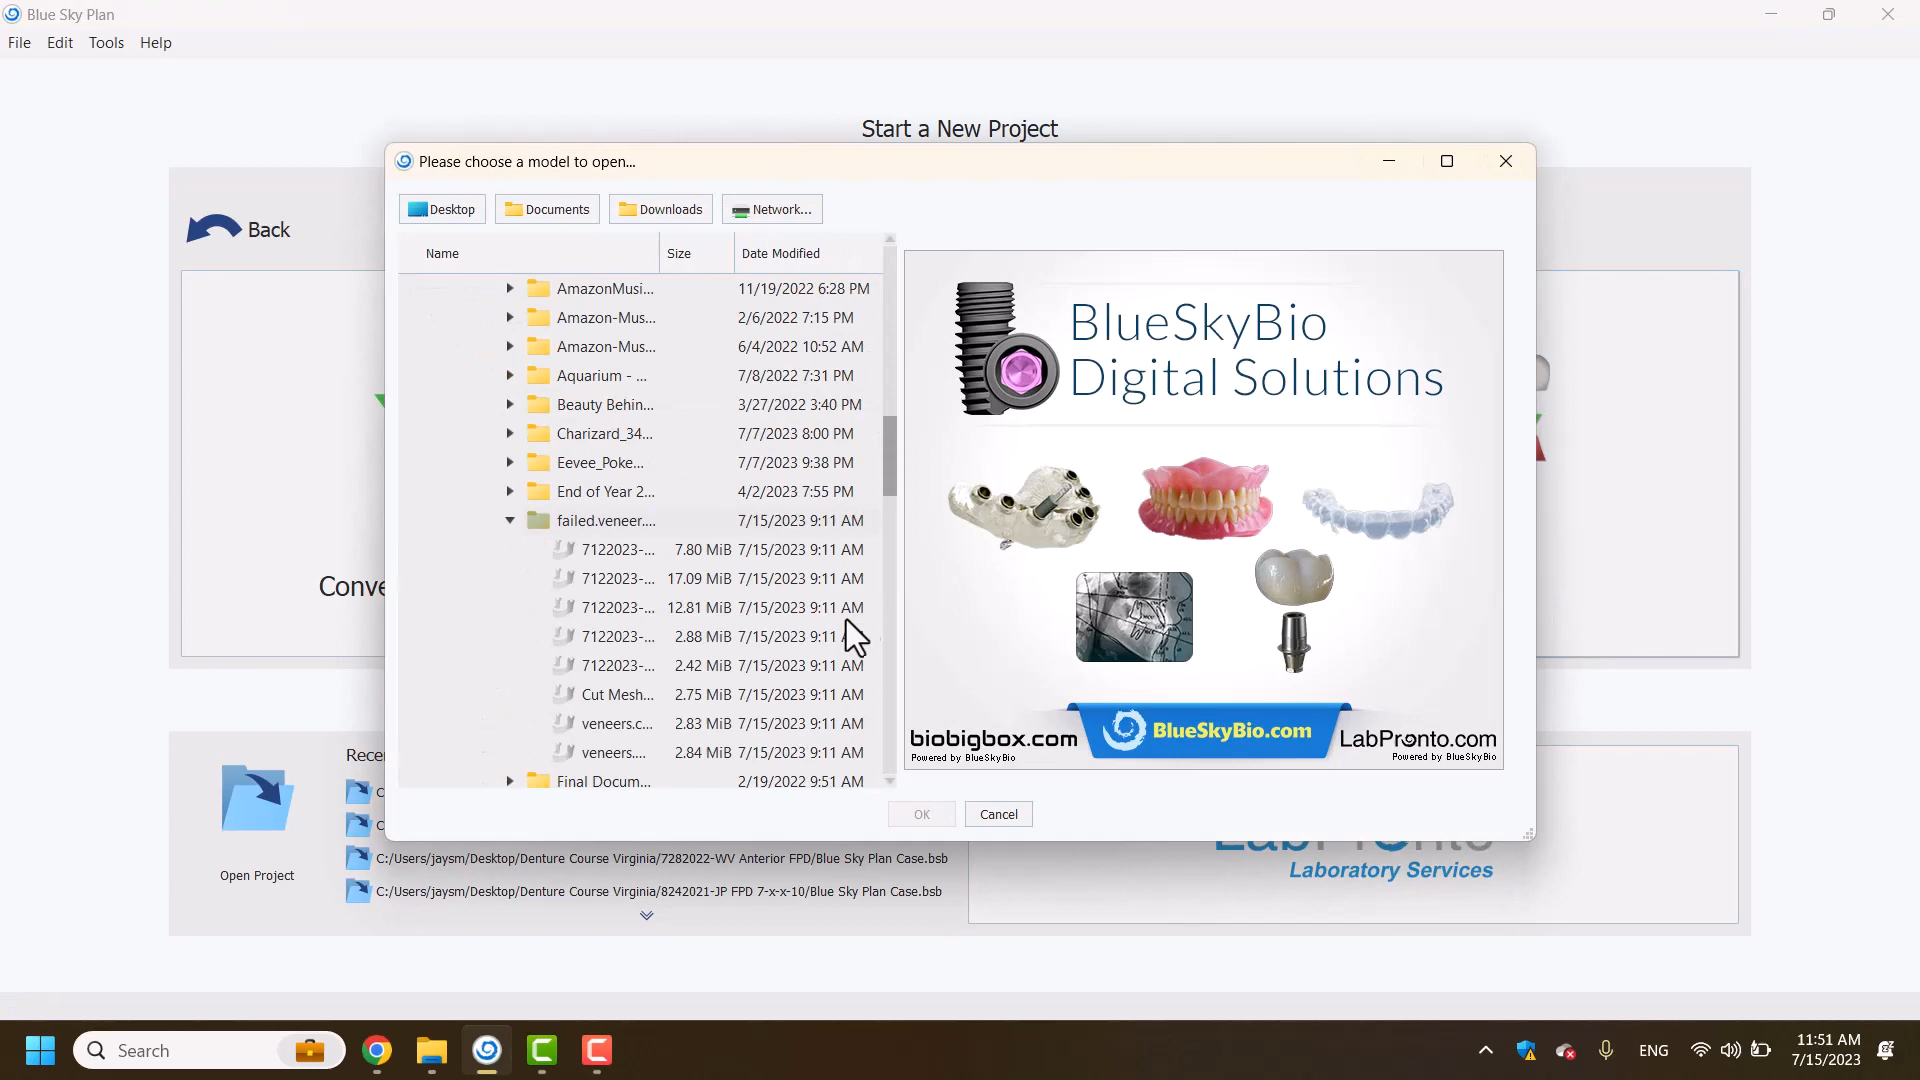 Blue Sky Plan
File Edit Tools Help
Start a New Project
Please choose a model to open...
Desktop Documents Downloads Network...
Back
Name Size Date Modified
AmazonMusi... 11/19/2022 6:28 PM
Amazon-Mus... 2/6/2022 7:15 PM
Amazon-Mus... 6/4/2022 10:52 AM
Aquarium - ... 7/8/2022 7:31 PM
Beauty Behin... 3/27/2022 3:40 PM
Charizard_34... 7/7/2023 8:00 PM
Eevee_Poke... 7/7/2023 9:38 PM
End of Year 2... 4/2/2023 7:55 PM
failed.veneer.... 7/15/2023 9:11 AM
7122023-... 7.80 MiB 7/15/2023 9:11 AM
7122023-... 17.09 MiB 7/15/2023 9:11 AM
7122023-... 12.81 MiB 7/15/2023 9:11 AM
7122023-... 2.88 MiB 7/15/2023 9:11
7122023-... 2.42 MiB 7/15/2023 9:11 AM
Cut Mesh... 2.75 MiB 7/15/2023 9:11 AM
veneers.c... 2.83 MiB 7/15/2023 9:11 AM
veneers.... 2.84 MiB 7/15/2023 9:11 AM
Final Docum... 2/19/2022 9:51 AM
BlueSkyBio
Digital Solutions
biobigbox.com
Powered by BlueSkyBio
BlueSkyBio.com
LabPronto.com
Powered by BlueSkyBio
OK Cancel
Conve
Rece
C
C
C:/Users/jaysm/Desktop/Denture Course Virginia/7282022-WV Anterior FPD/Blue Sky Plan Case.bsb
C:/Users/jaysm/Desktop/Denture Course Virginia/8242021-JP FPD 7-x-x-10/Blue Sky Plan Case.bsb
Open Project
Laboratory Services
Search
ENG
11:51 AM
7/15/2023